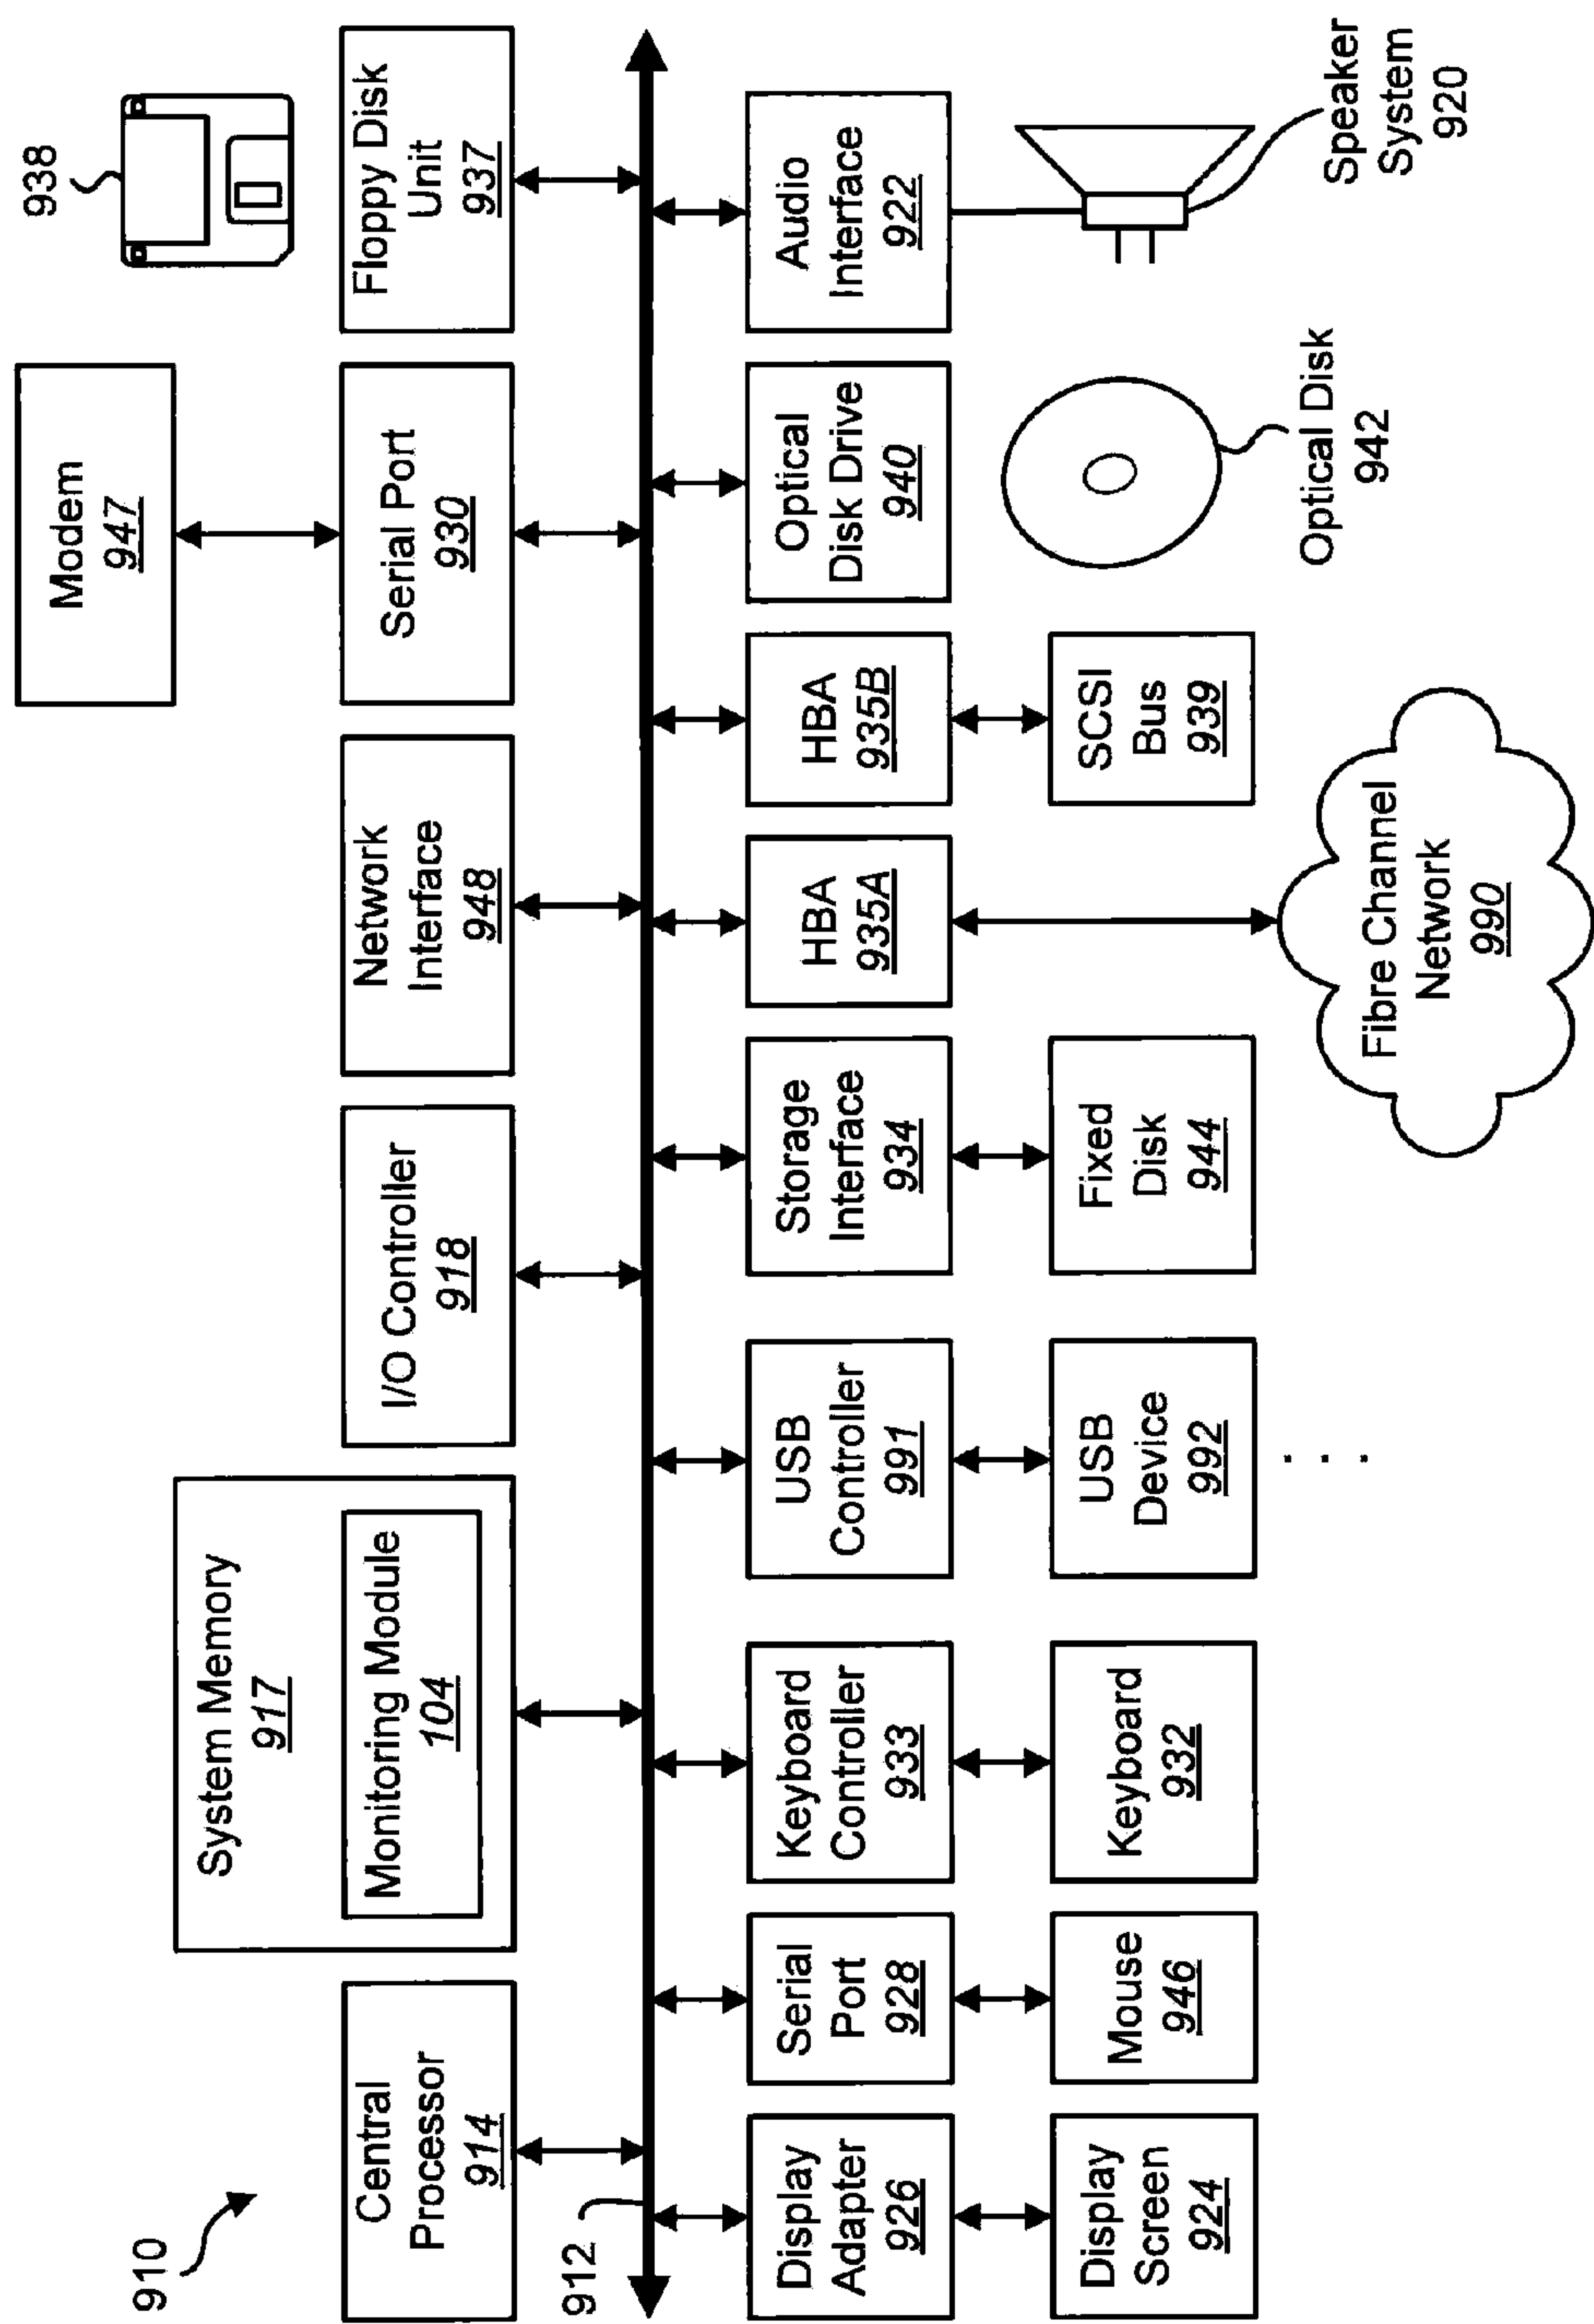 910
Central
Processor
914
System Memory
917
Monitoring Module
104
I/O Controller
918
Network
Interface
948
Modem
947
Serial Port
930
938
Floppy Disk
Unit
937
912
Display
Adapter
926
Serial
Port
928
Keyboard
Controller
933
USB
Controller
991
Storage
Interface
934
HBA
935A
HBA
935B
Optical
Disk Drive
940
Audio
Interface
922
Display
Screen
924
Mouse
946
Keyboard
932
USB
Device
992
. . .
Fixed
Disk
944
Fibre Channel
Network
990
SCSI
Bus
939
Optical Disk
942
Speaker
System
920